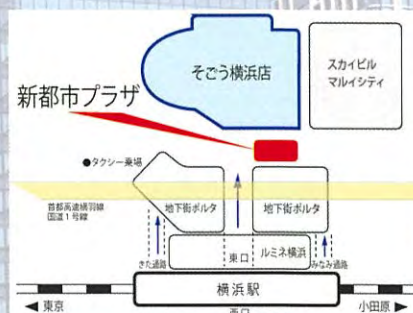 そごう横浜店
スカイビル
マルイシティ
新都市プラザ
●タクシー乗場
首都高速横羽線
国道1号線
地下街ポルタ
地下街ポルタ
きた通路
東口
ルミネ横浜
みなみ通路
横浜駅
東京
西口
小田原